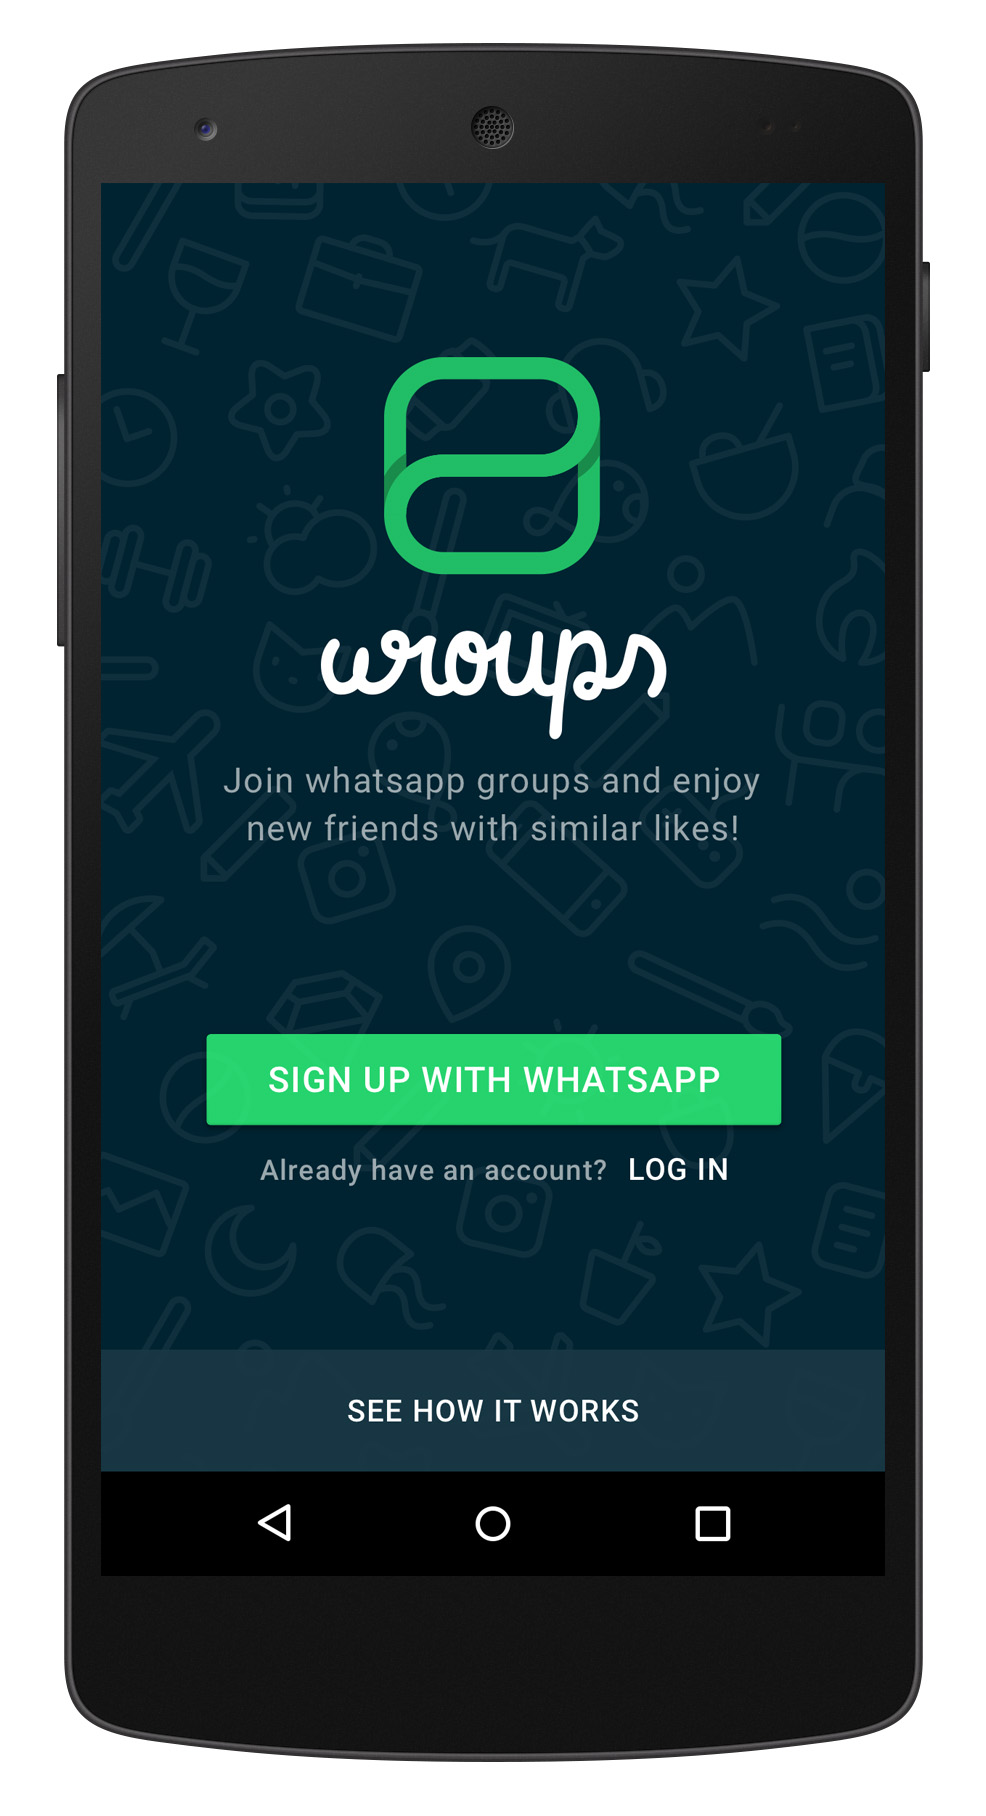 wroups
Join whatsapp groups and enjoy
new friends with similar likes!
SIGN UP WITH WHATSAPP
Already have an account? LOG IN
SEE HOW IT WORKS